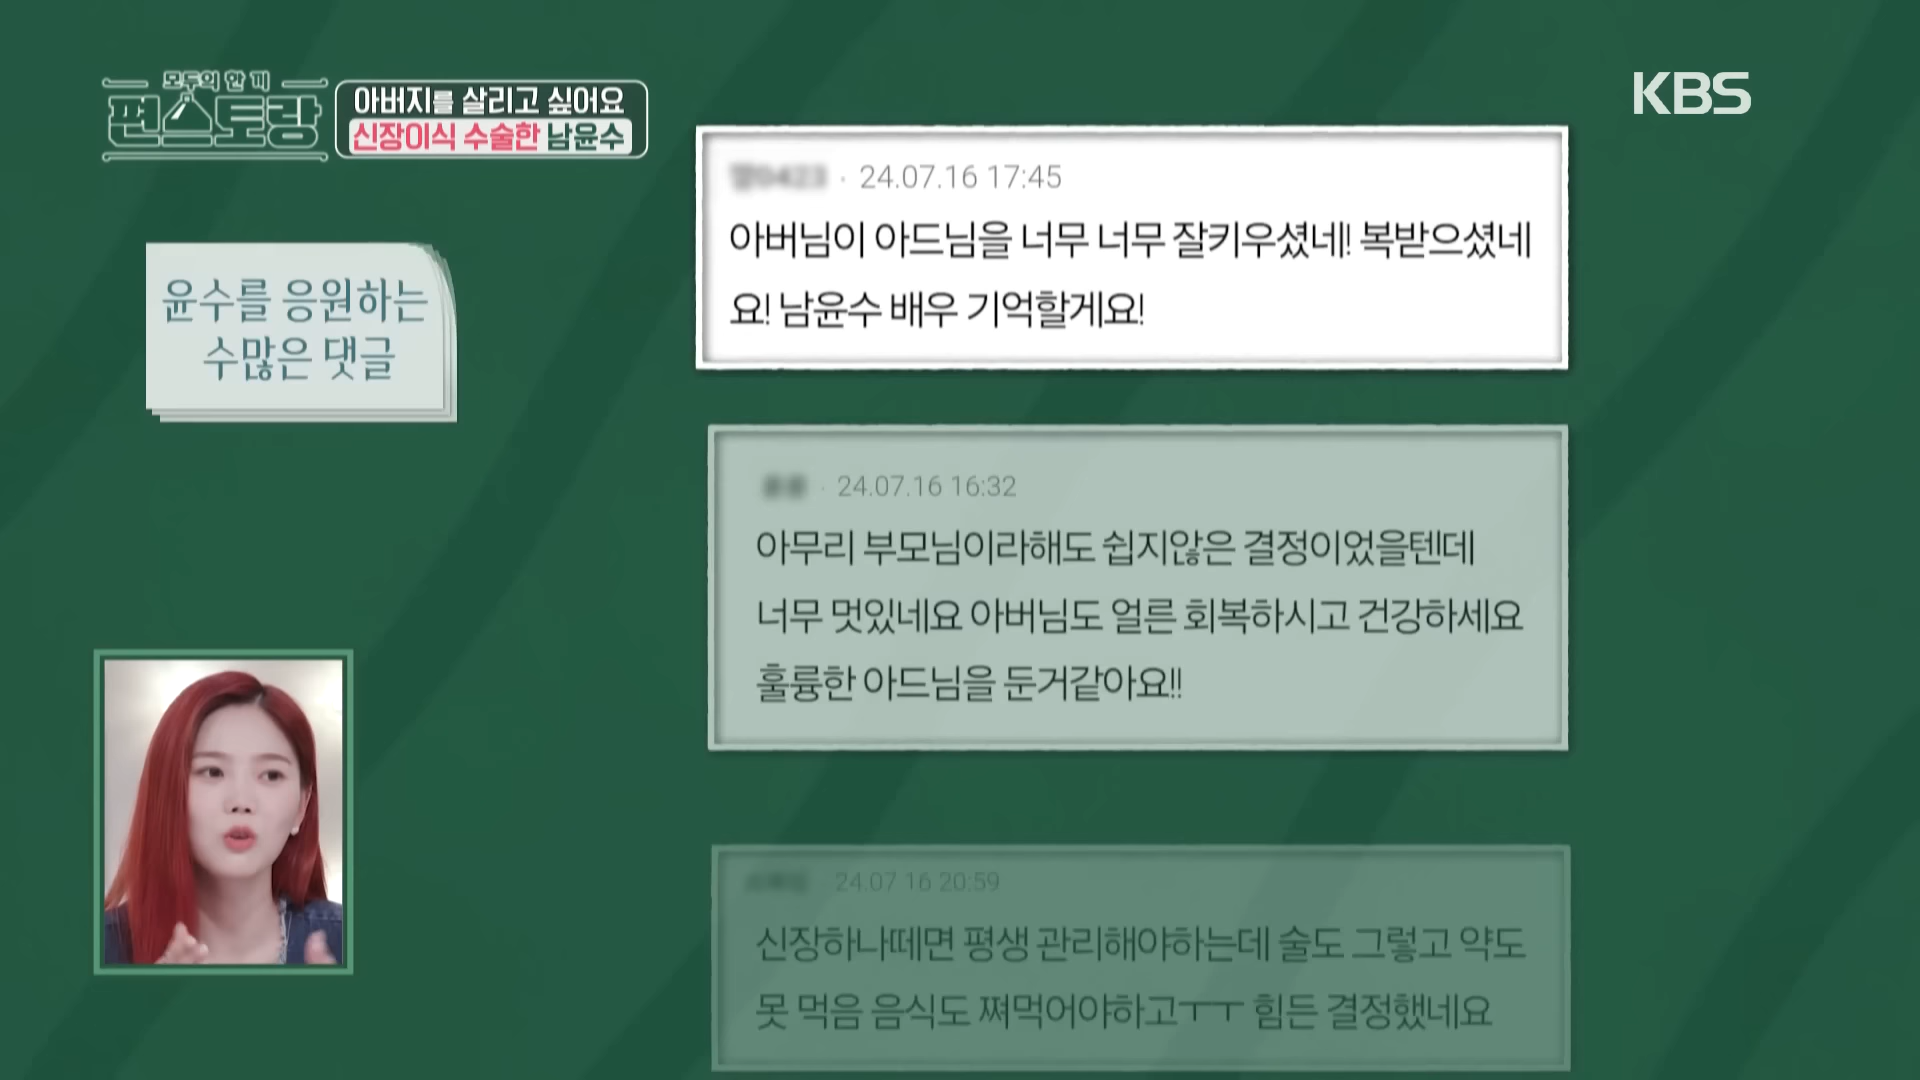 모두의 한 끼
편스토랑
아버지를 살리고 싶어요
신장이식 수술한 남윤수
KBS
윤수를 응원하는
수많은 댓글
· 24.07.16 17:45
아버님이 아드님을 너무 너무 잘키우셨네! 복받으셨네
요! 남윤수 배우 기억할게요!
· 24.07.16 16:32
아무리 부모님이라해도 쉽지않은 결정이었을텐데
너무 멋있네요 아버님도 얼른 회복하시고 건강하세요
훌륭한 아드님을 둔거같아요!!
24.07 16 20:59
신장하나떼면 평생 관리해야하는데 술도 그렇고 약도
못 먹음 음식도 쪄먹어야하고ㅜㅜ 힘든 결정했네요